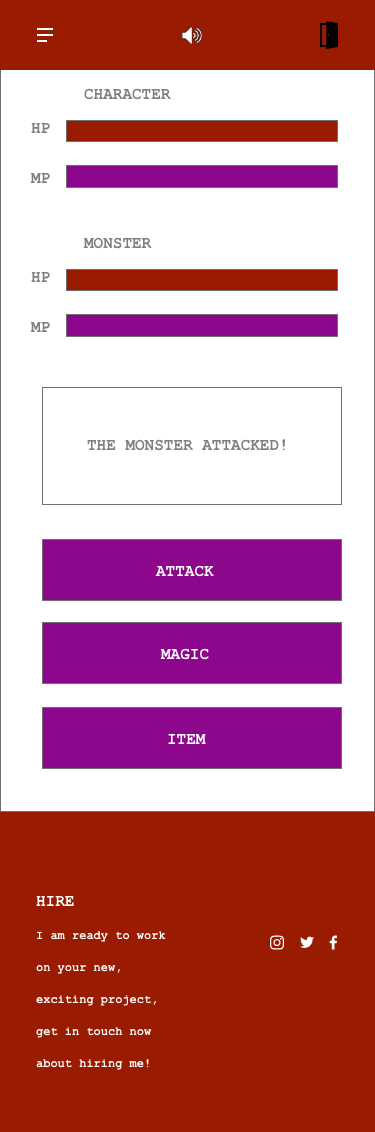 CHARACTER
HP
MP
MONSTER
HP
MP
THE MONSTER ATTACKED!
ATTACK
MAGIC
ITEM
HIRE
I am ready to work
on your new,
exciting project,
get in touch now
about hiring me!